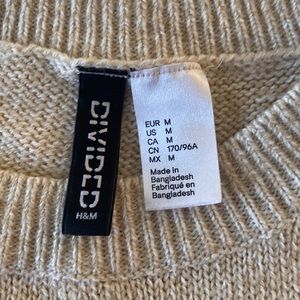 DIVIDED
H&M
EUR M
US M
CA M
CN 170/96A
MX M
Made in
Bangladesh
Fabriqué en
Bangladesh